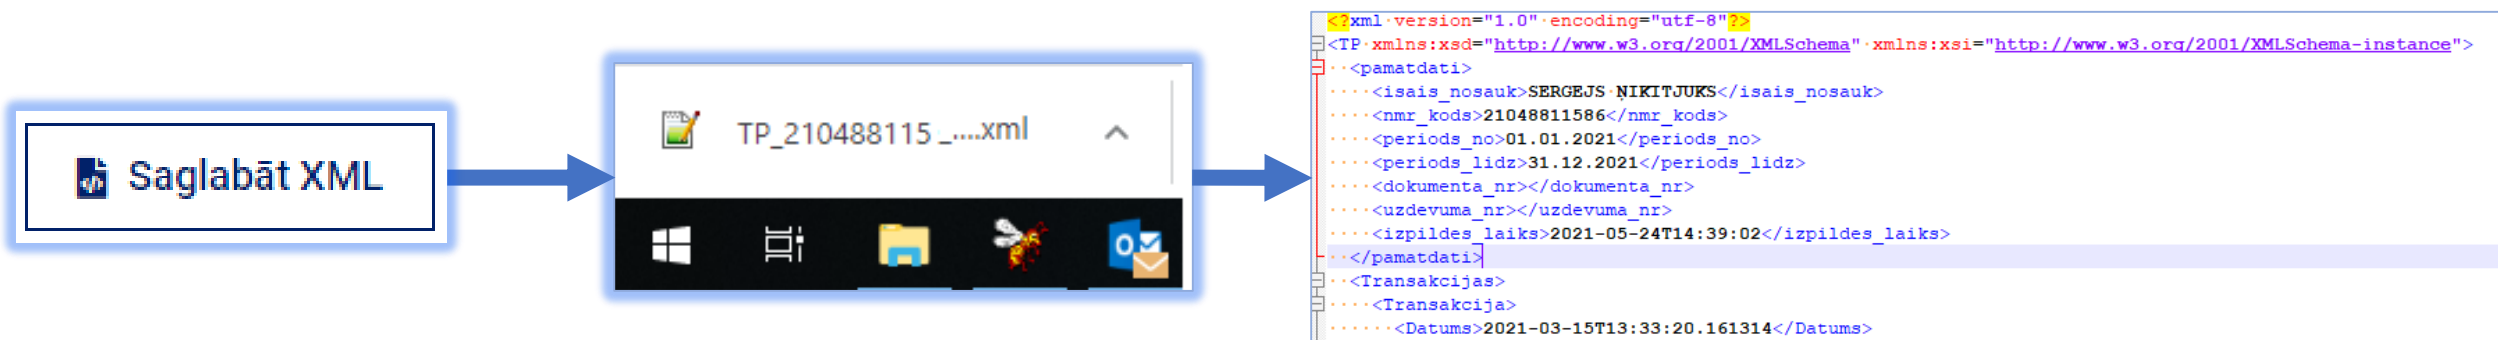 Saglabāt XML
TP_210488115 _....xml
<?xml version="1.0" encoding="utf-8"?>
<TP xmlns:xsd="http://www.w3.org/2001/XMLSchema" xmlns:xsi="http://www.w3.org/2001/XMLSchema-instance">
<pamatdati>
<isais_nosauk>SERGEJS ŅIKITJUKS</isais_nosauk>
<nmr_kods>21048811586</nmr_kods>
<periods_no>01.01.2021</periods_no>
<periods_lidz>31.12.2021</periods_lidz>
<dokumenta_nr></dokumenta_nr>
<uzdevuma_nr></uzdevuma_nr>
<izpildes_laiks>2021-05-24T14:39:02</izpildes_laiks>
</pamatdati>
<Transakcijas>
<Transakcija>
<Datums>2021-03-15T13:33:20.161314</Datums>